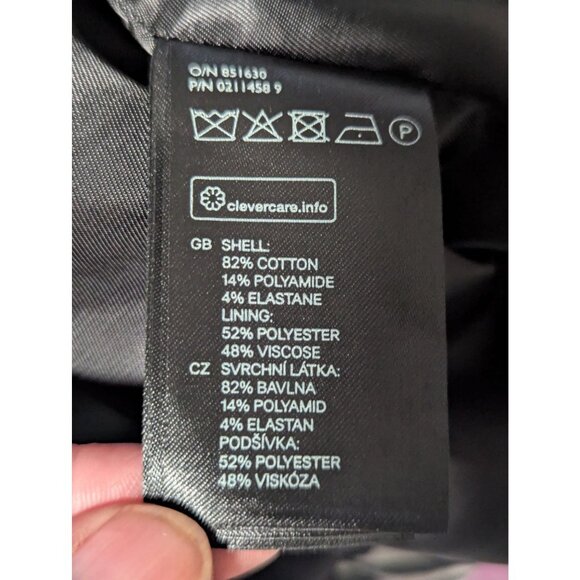 O/N 851630
P/N 0211458 9
P
clevercare.info
GB SHELL:
82% COTTON
14% POLYAMIDE
4% ELASTANE
LINING:
52% POLYESTER
48% VISCOSE
CZ SVRCHNÍ LÁTKA:
82% BAVLNA
14% POLYAMID
4% ELASTAN
PODŠÍVKA:
52% POLYESTER
48% VISKÓZA